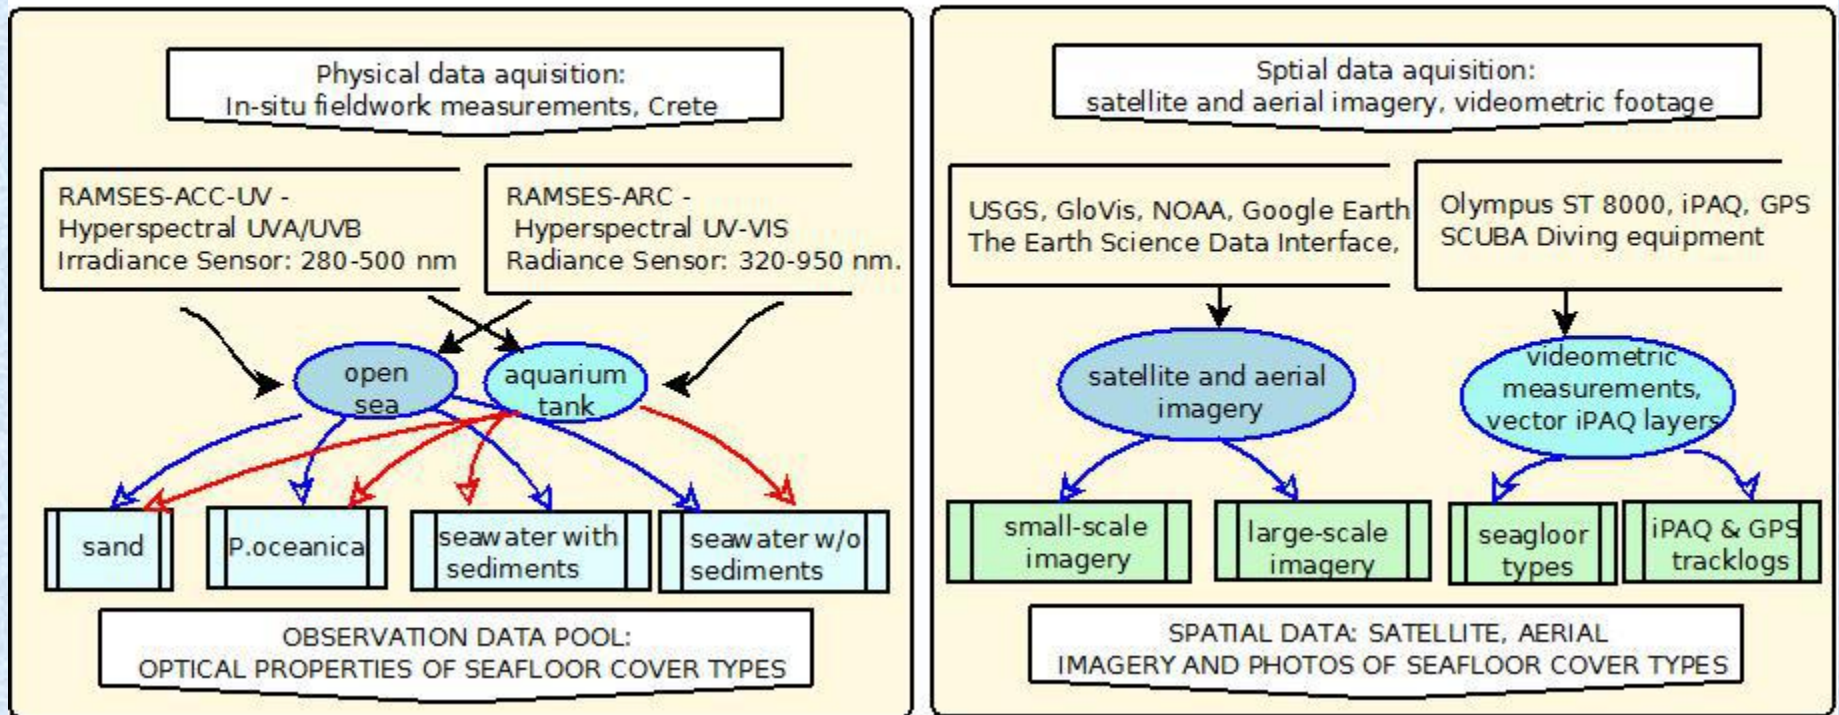 Physical data aquisition:
In-situ fieldwork measurements, Crete
RAMSES-ACC-UV -
Hyperspectral UVA/UVB
Irradiance Sensor: 280-500 nm
RAMSES-ARC -
Hyperspectral UV-VIS
Radiance Sensor: 320-950 nm.
open
sea
aquarium
tank
sand
P.oceanica
seawater with
sediments
seawater w/o
sediments
OBSERVATION DATA POOL:
OPTICAL PROPERTIES OF SEAFLOOR COVER TYPES
Sptial data aquisition:
satellite and aerial imagery, videometric footage
USGS, GloVis, NOAA, Google Earth
The Earth Science Data Interface,
Olympus ST 8000, iPAQ, GPS
SCUBA Diving equipment
satellite and aerial
imagery
videometric
measurements,
vector iPAQ layers
small-scale
imagery
large-scale
imagery
seagloor
types
iPAQ & GPS
tracklogs
SPATIAL DATA: SATELLITE, AERIAL
IMAGERY AND PHOTOS OF SEAFLOOR COVER TYPES